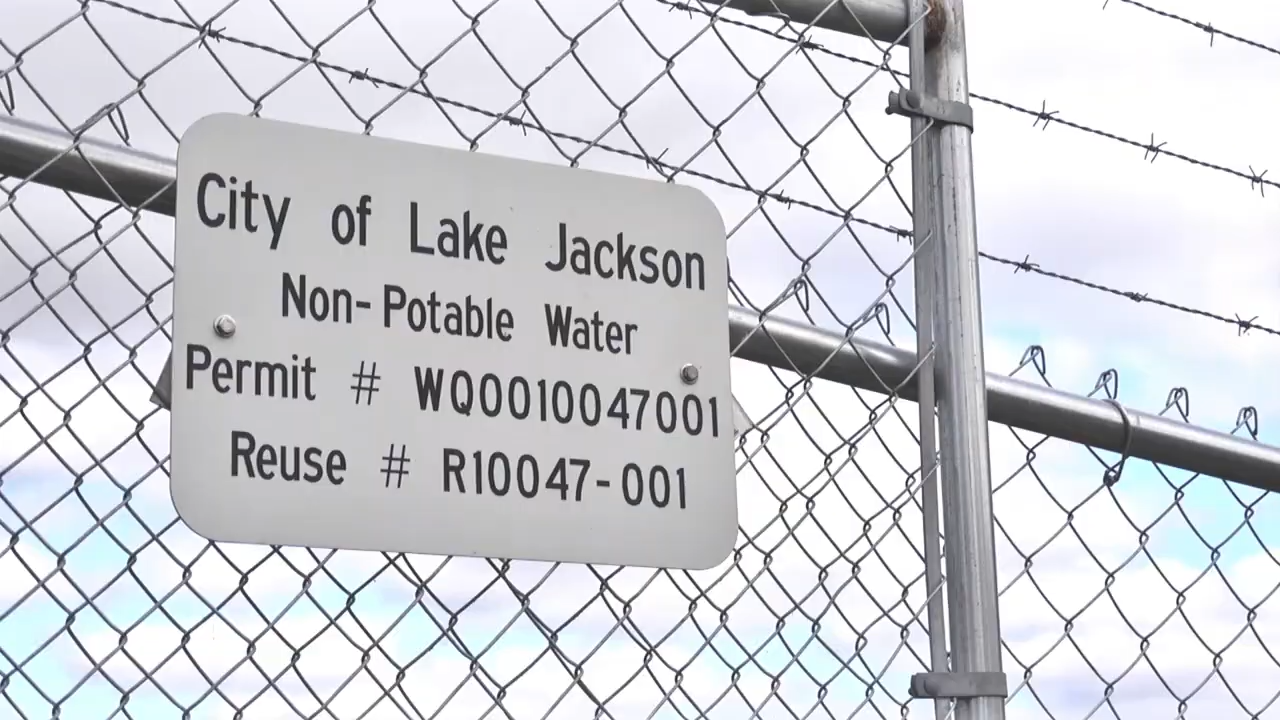 City of Lake Jackson
Non-Potable Water
Permit # WQ0010047001
Reuse # R10047-001